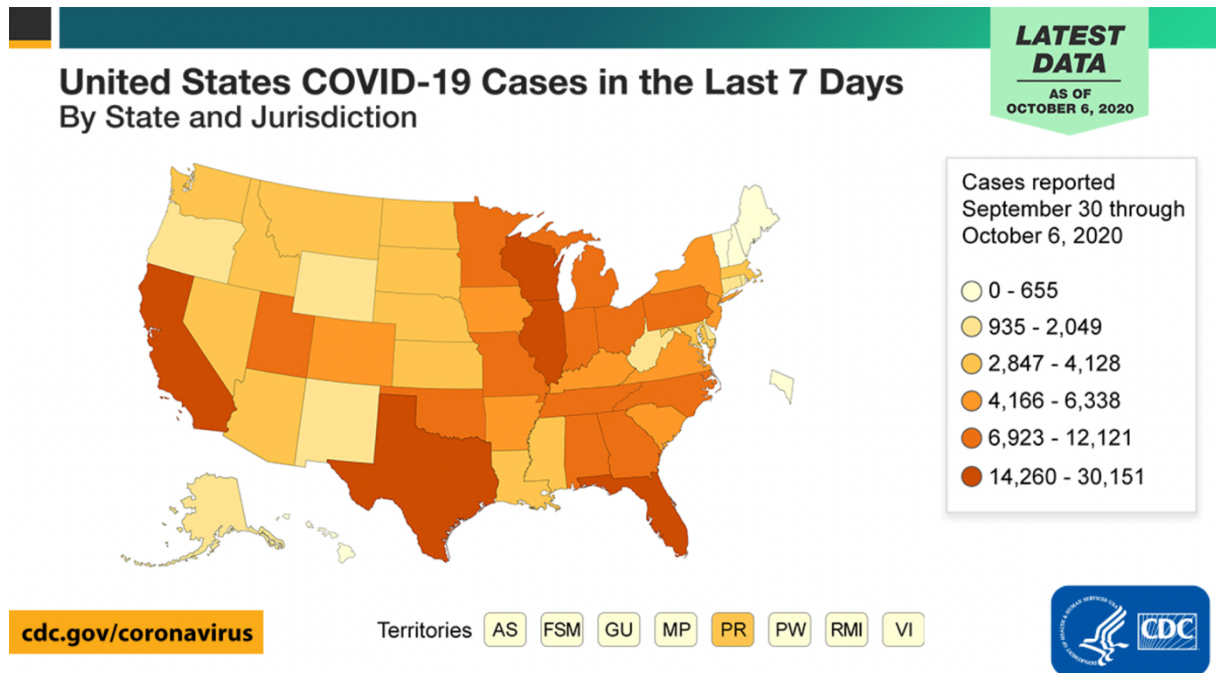 LATEST
DATA
AS OF
OCTOBER 6, 2020
United States COVID-19 Cases in the Last 7 Days
By State and Jurisdiction
Cases reported
September 30 through
October 6, 2020
0 - 655
935 - 2,049
2,847 - 4,128
4,166 - 6,338
6,923 - 12,121
14,260 - 30,151
cdc.gov/coronavirus
Territories AS FSM GU MP PR PW RMI VI
CDC